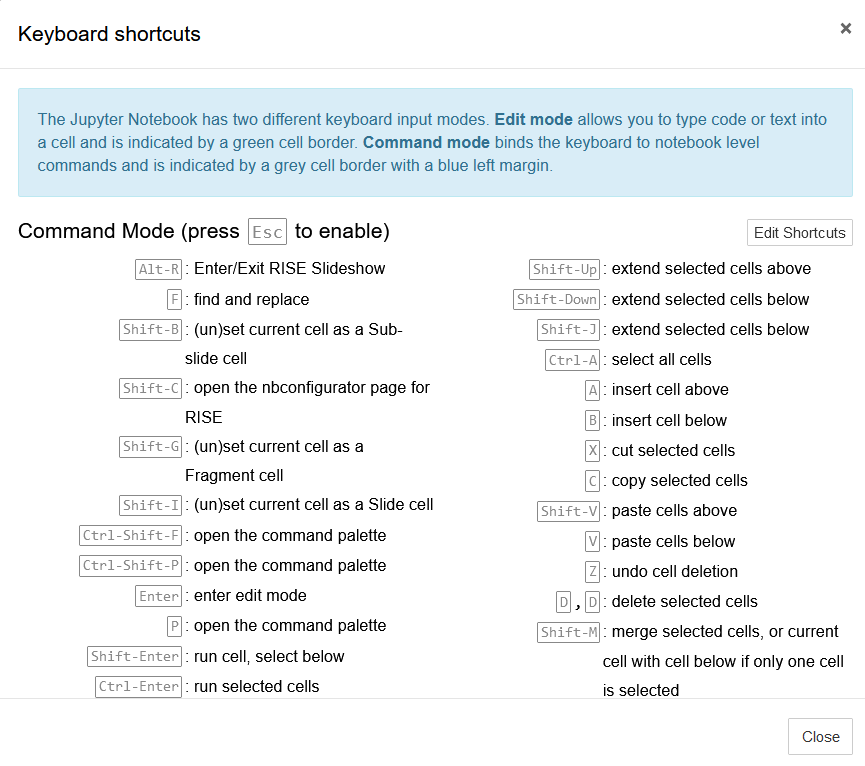 Keyboard shortcuts
×
The Jupyter Notebook has two different keyboard input modes. Edit mode allows you to type code or text into
a cell and is indicated by a green cell border. Command mode binds the keyboard to notebook level
commands and is indicated by a grey cell border with a blue left margin.
Command Mode (press Esc to enable)
Edit Shortcuts
Alt-R : Enter/Exit RISE Slideshow
F : find and replace
Shift-B : (un)set current cell as a Sub-
slide cell
Shift-C : open the nbconfigurator page for
RISE
Shift-G : (un)set current cell as a
Fragment cell
Shift-I : (un)set current cell as a Slide cell
Ctrl-Shift-F : open the command palette
Ctrl-Shift-P : open the command palette
Enter : enter edit mode
P : open the command palette
Shift-Enter : run cell, select below
Ctrl-Enter : run selected cells
Shift-Up : extend selected cells above
Shift-Down : extend selected cells below
Shift-J : extend selected cells below
Ctrl-A : select all cells
A : insert cell above
B : insert cell below
X : cut selected cells
C : copy selected cells
Shift-V : paste cells above
V : paste cells below
Z : undo cell deletion
D , D : delete selected cells
Shift-M : merge selected cells, or current
cell with cell below if only one cell
is selected
Close